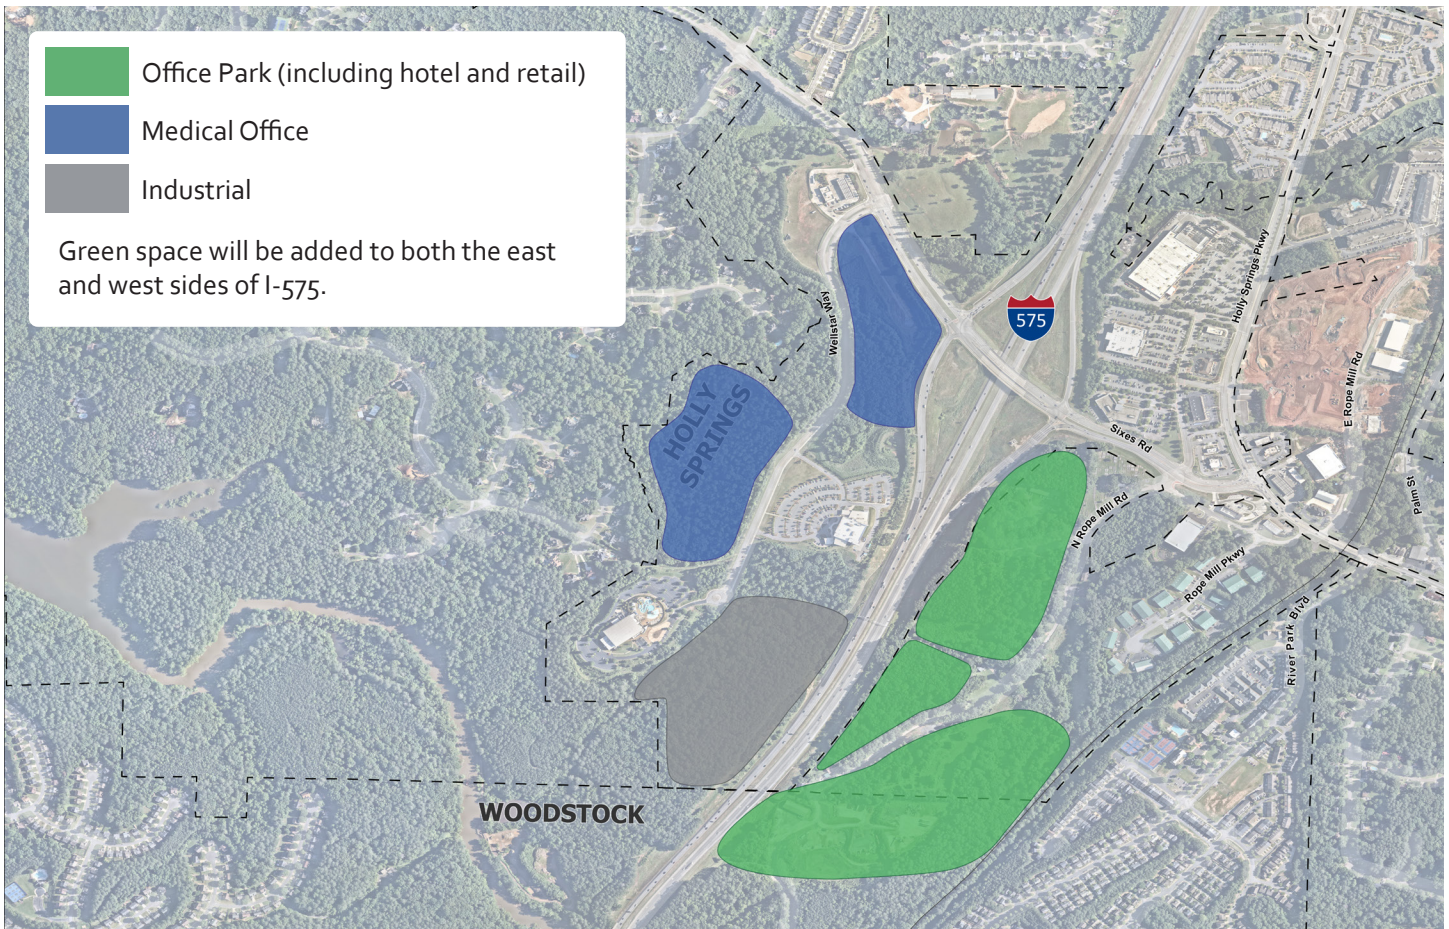 Office Park (including hotel and retail)
Medical Office
Industrial
Green space will be added to both the east
and west sides of I-575.
Wellstar Way
575
Holly Springs Pkwy
E Rope Mill Rd
HOLLY
SPRINGS
Sixes Rd
Palm St
N Rope Mill Rd
Rope Mill Pkwy
River Park Blvd
WOODSTOCK